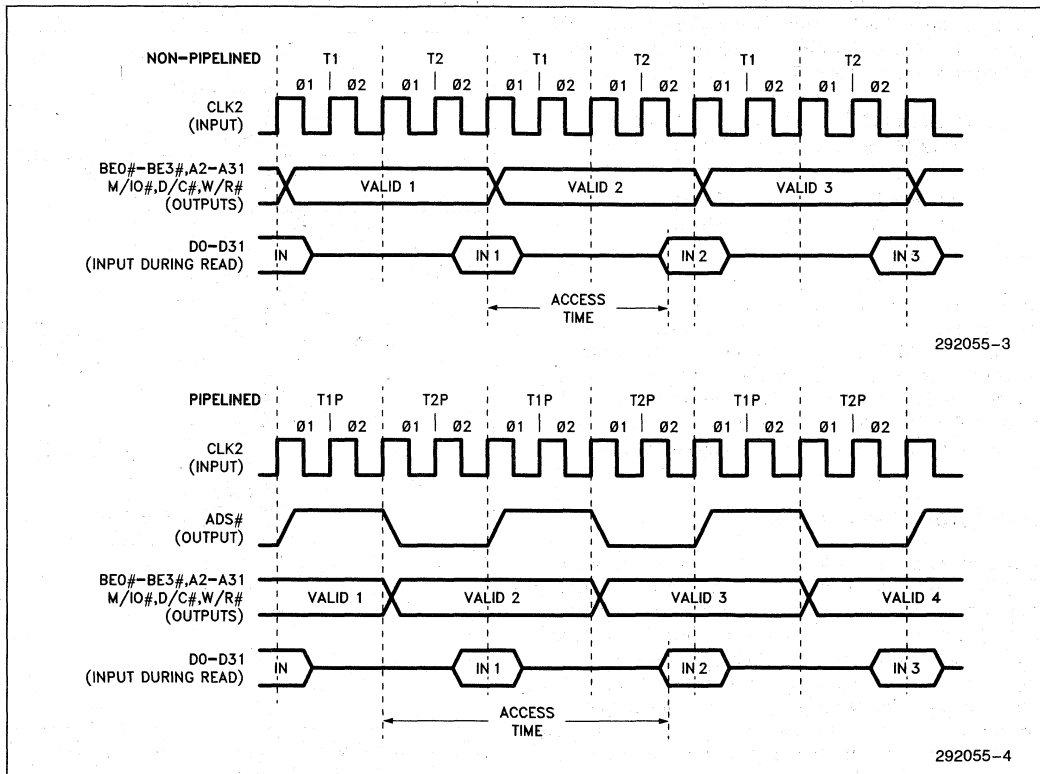 NON-PIPELINED T1 T2 T1 T2 T1 T2
Ø1 Ø2 Ø1 Ø2 Ø1 Ø2 Ø1 Ø2 Ø1 Ø2 Ø1 Ø2
CLK2
(INPUT)
BE0#-BE3#,A2-A31
M/IO#,D/C#,W/R#
(OUTPUTS)
VALID 1 VALID 2 VALID 3
D0-D31
(INPUT DURING READ)
IN IN 1 IN 2 IN 3
ACCESS
TIME
292055-3
PIPELINED T1P T2P T1P T2P T1P T2P
Ø1 Ø2 Ø1 Ø2 Ø1 Ø2 Ø1 Ø2 Ø1 Ø2 Ø1 Ø2
CLK2
(INPUT)
ADS#
(OUTPUT)
BE0#-BE3#,A2-A31
M/IO#,D/C#,W/R#
(OUTPUTS)
VALID 1 VALID 2 VALID 3 VALID 4
D0-D31
(INPUT DURING READ)
IN IN 1 IN 2 IN 3
ACCESS
TIME
292055-4